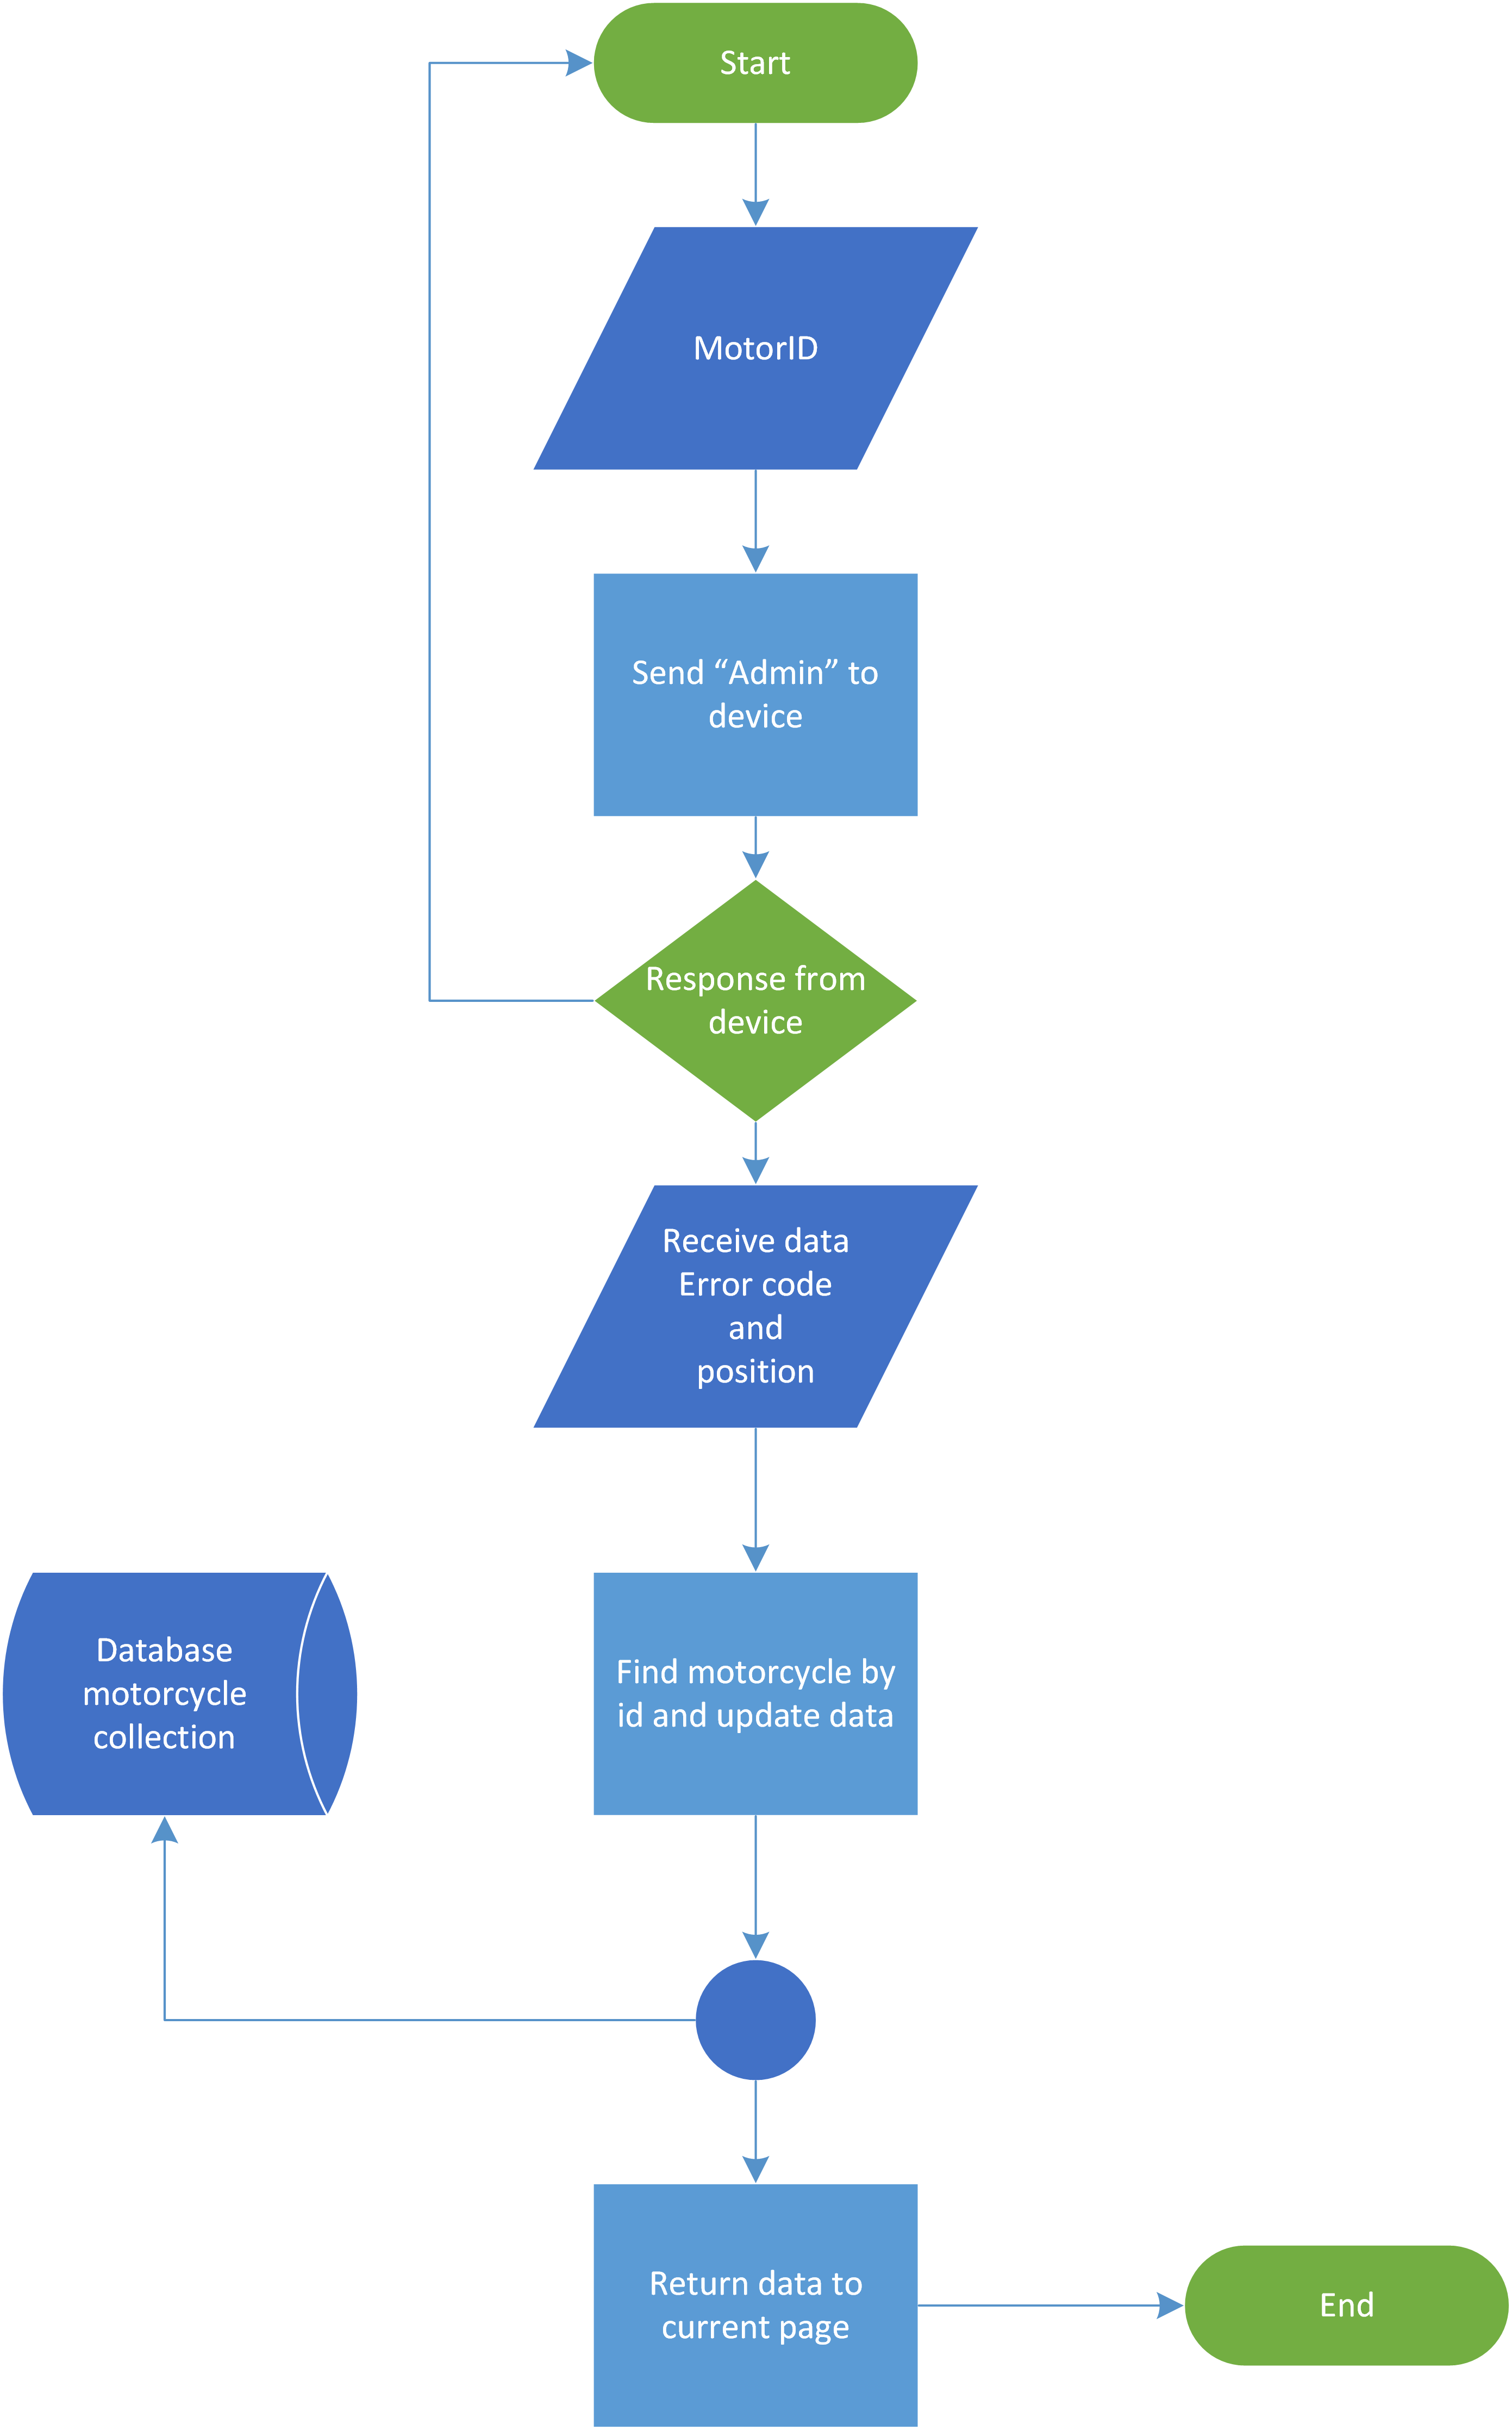 Start
MotorID
Send “Admin” to
device
Response from
device
Receive data
Error code
and
position
Database
motorcycle
collection
Find motorcycle by
id and update data
Return data to
current page
End